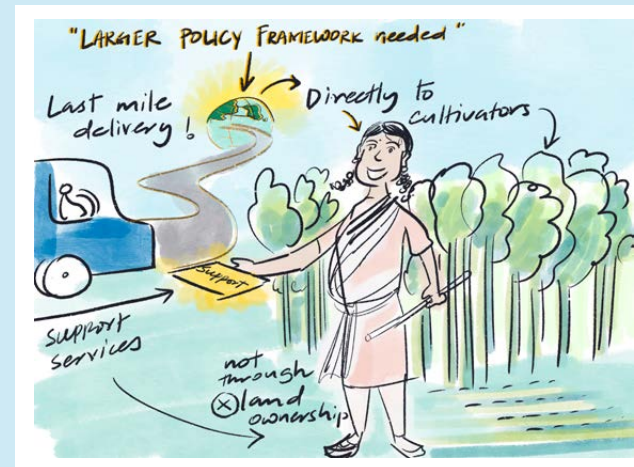 "LARGER POLICY FRAMEWORK needed"
Last mile
delivery!
Directly to
cultivators
support
support
services
not
through
ⓧ land
ownership